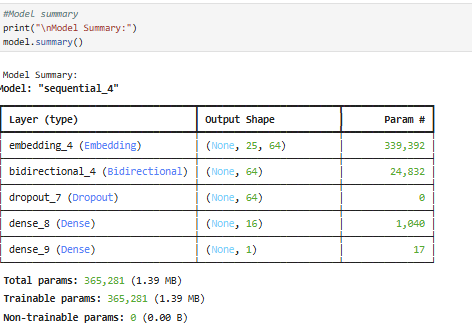 #Model summary
print("\nModel Summary:")
model.summary()
Model Summary:
Model: "sequential_4"
Layer (type) Output Shape Param #
embedding_4 (Embedding) (None, 25, 64) 339,392
bidirectional_4 (Bidirectional) (None, 64) 24,832
dropout_7 (Dropout) (None, 64) 0
dense_8 (Dense) (None, 16) 1,040
dense_9 (Dense) (None, 1) 17
Total params: 365,281 (1.39 MB)
Trainable params: 365,281 (1.39 MB)
Non-trainable params: 0 (0.00 B)